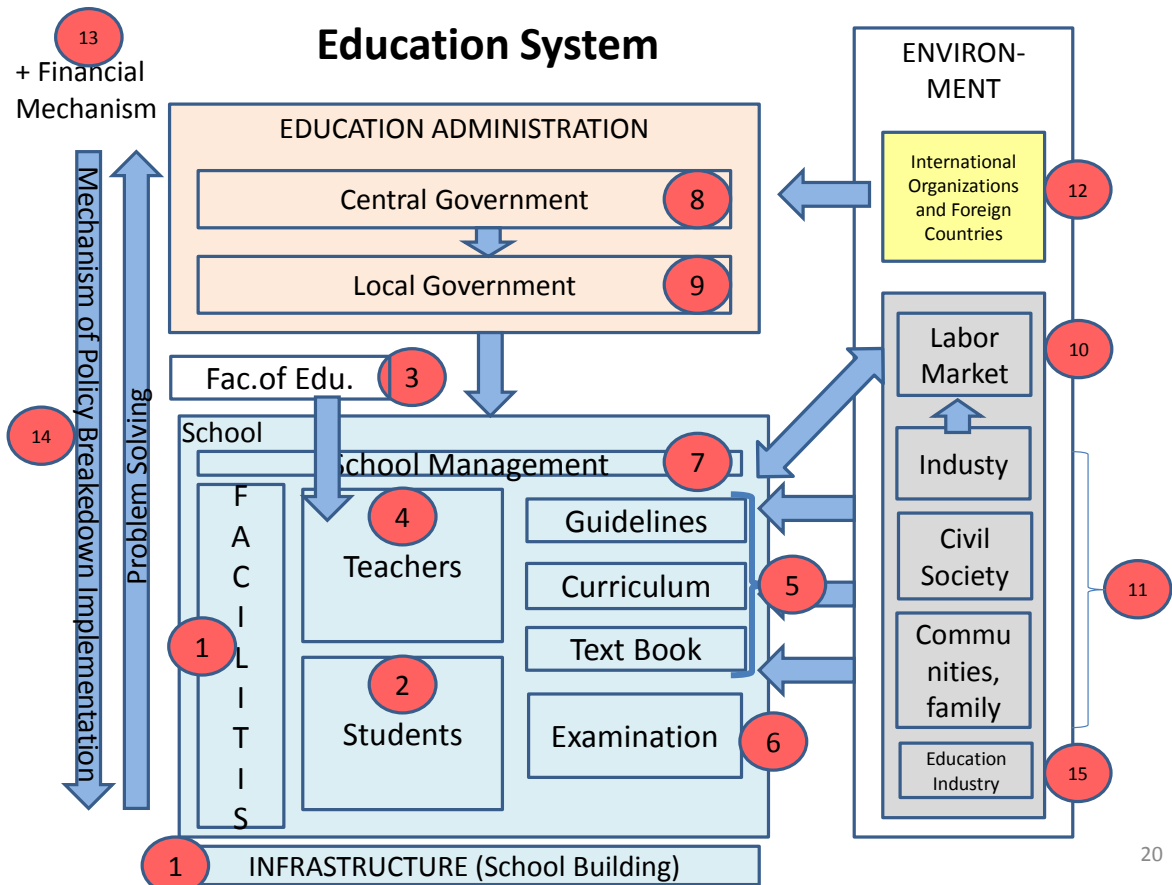 13
Education System
+ Financial
Mechanism
ENVIRON-
MENT
EDUCATION ADMINISTRATION
Central Government
8
Local Government
9
International
Organizations
and Foreign
Countries
12
Mechanism of Policy Breakedown Implementation
14
Problem Solving
Fac.of Edu.
3
School
School Management
7
F
A
C
I
L
I
T
I
S
1
4
Teachers
2
Students
Guidelines
Curriculum
Text Book
5
Examination
6
Labor
Market
10
Industy
Civil
Society
Commu
nities,
family
11
Education
Industry
15
1
INFRASTRUCTURE (School Building)
20